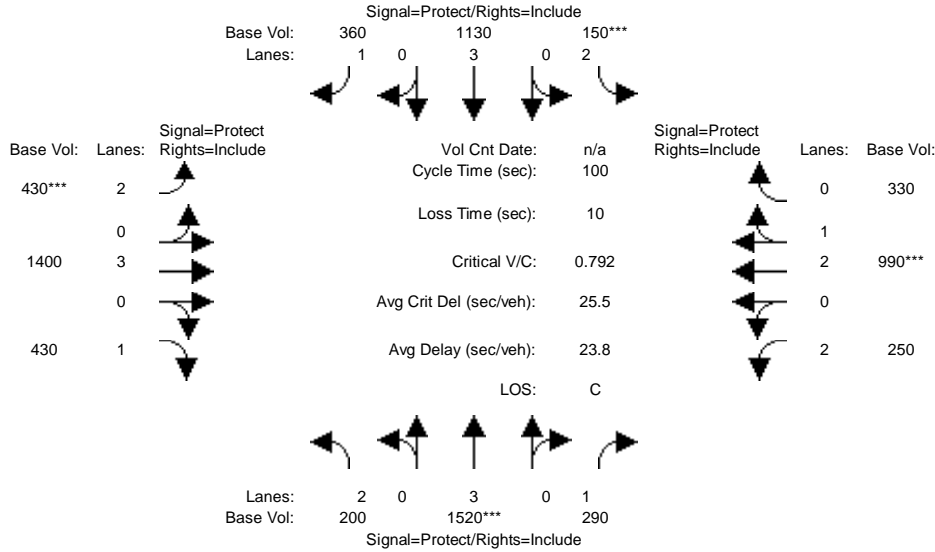 Signal=Protect/Rights=Include
Base Vol: 360 1130 150***
Lanes: 1 0 3 0 2
Signal=Protect Signal=Protect
Base Vol: Lanes: Rights=Include Vol Cnt Date: n/a Rights=Include Lanes: Base Vol:
Cycle Time (sec): 100
430*** 2 0 330
Loss Time (sec): 10
0 1
1400 3 Critical V/C: 0.792 2 990***
0 Avg Crit Del (sec/veh): 25.5 0
430 1 Avg Delay (sec/veh): 23.8 2 250
LOS: C
Lanes: 2 0 3 0 1
Base Vol: 200 1520*** 290
Signal=Protect/Rights=Include